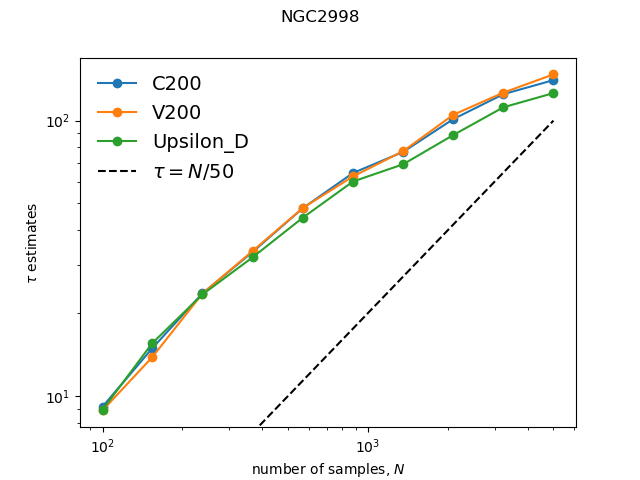 NGC2998
C200
V200
Upsilon_D
τ = N/50
10²
10¹
τ estimates
10² 10³
number of samples, N